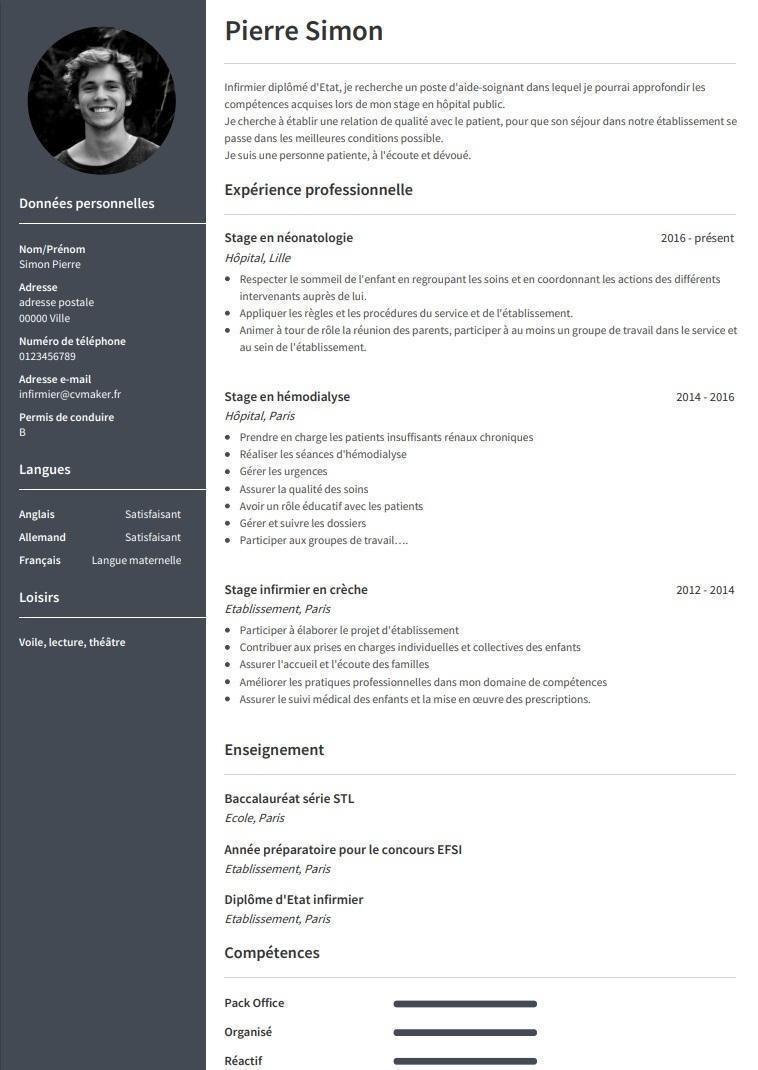 Pierre Simon
Infirmier diplômé d'Etat, je recherche un poste d'aide-soignant dans lequel je pourrai approfondir les
compétences acquises lors de mon stage en hôpital public.
Je cherche à établir une relation de qualité avec le patient, pour que son séjour dans notre établissement se
passe dans les meilleures conditions possible.
Je suis une personne patiente, à l'écoute et dévoué.
Données personnelles
Nom/Prénom
Simon Pierre
Adresse
adresse postale
00000 Ville
Numéro de téléphone
0123456789
Adresse e-mail
infirmier@cvmaker.fr
Permis de conduire
B
Langues
Anglais Satisfaisant
Allemand Satisfaisant
Français Langue maternelle
Loisirs
Voile, lecture, théâtre
Expérience professionnelle
Stage en néonatologie 2016 - présent
Hôpital, Lille
• Respecter le sommeil de l'enfant en regroupant les soins et en coordonnant les actions des différents
intervenants auprès de lui.
• Appliquer les règles et les procédures du service et de l'établissement.
• Animer à tour de rôle la réunion des parents, participer à au moins un groupe de travail dans le service et
au sein de l'établissement.
Stage en hémodialyse 2014 - 2016
Hôpital, Paris
• Prendre en charge les patients insuffisants rénaux chroniques
• Réaliser les séances d'hémodialyse
• Gérer les urgences
• Assurer la qualité des soins
• Avoir un rôle éducatif avec les patients
• Gérer et suivre les dossiers
• Participer aux groupes de travail….
Stage infirmier en crèche 2012 - 2014
Etablissement, Paris
• Participer à élaborer le projet d'établissement
• Contribuer aux prises en charges individuelles et collectives des enfants
• Assurer l'accueil et l'écoute des familles
• Améliorer les pratiques professionnelles dans mon domaine de compétences
• Assurer le suivi médical des enfants et la mise en œuvre des prescriptions.
Enseignement
Baccalauréat série STL
Ecole, Paris
Année préparatoire pour le concours EFSI
Etablissement, Paris
Diplôme d'Etat infirmier
Etablissement, Paris
Compétences
Pack Office
Organisé
Réactif